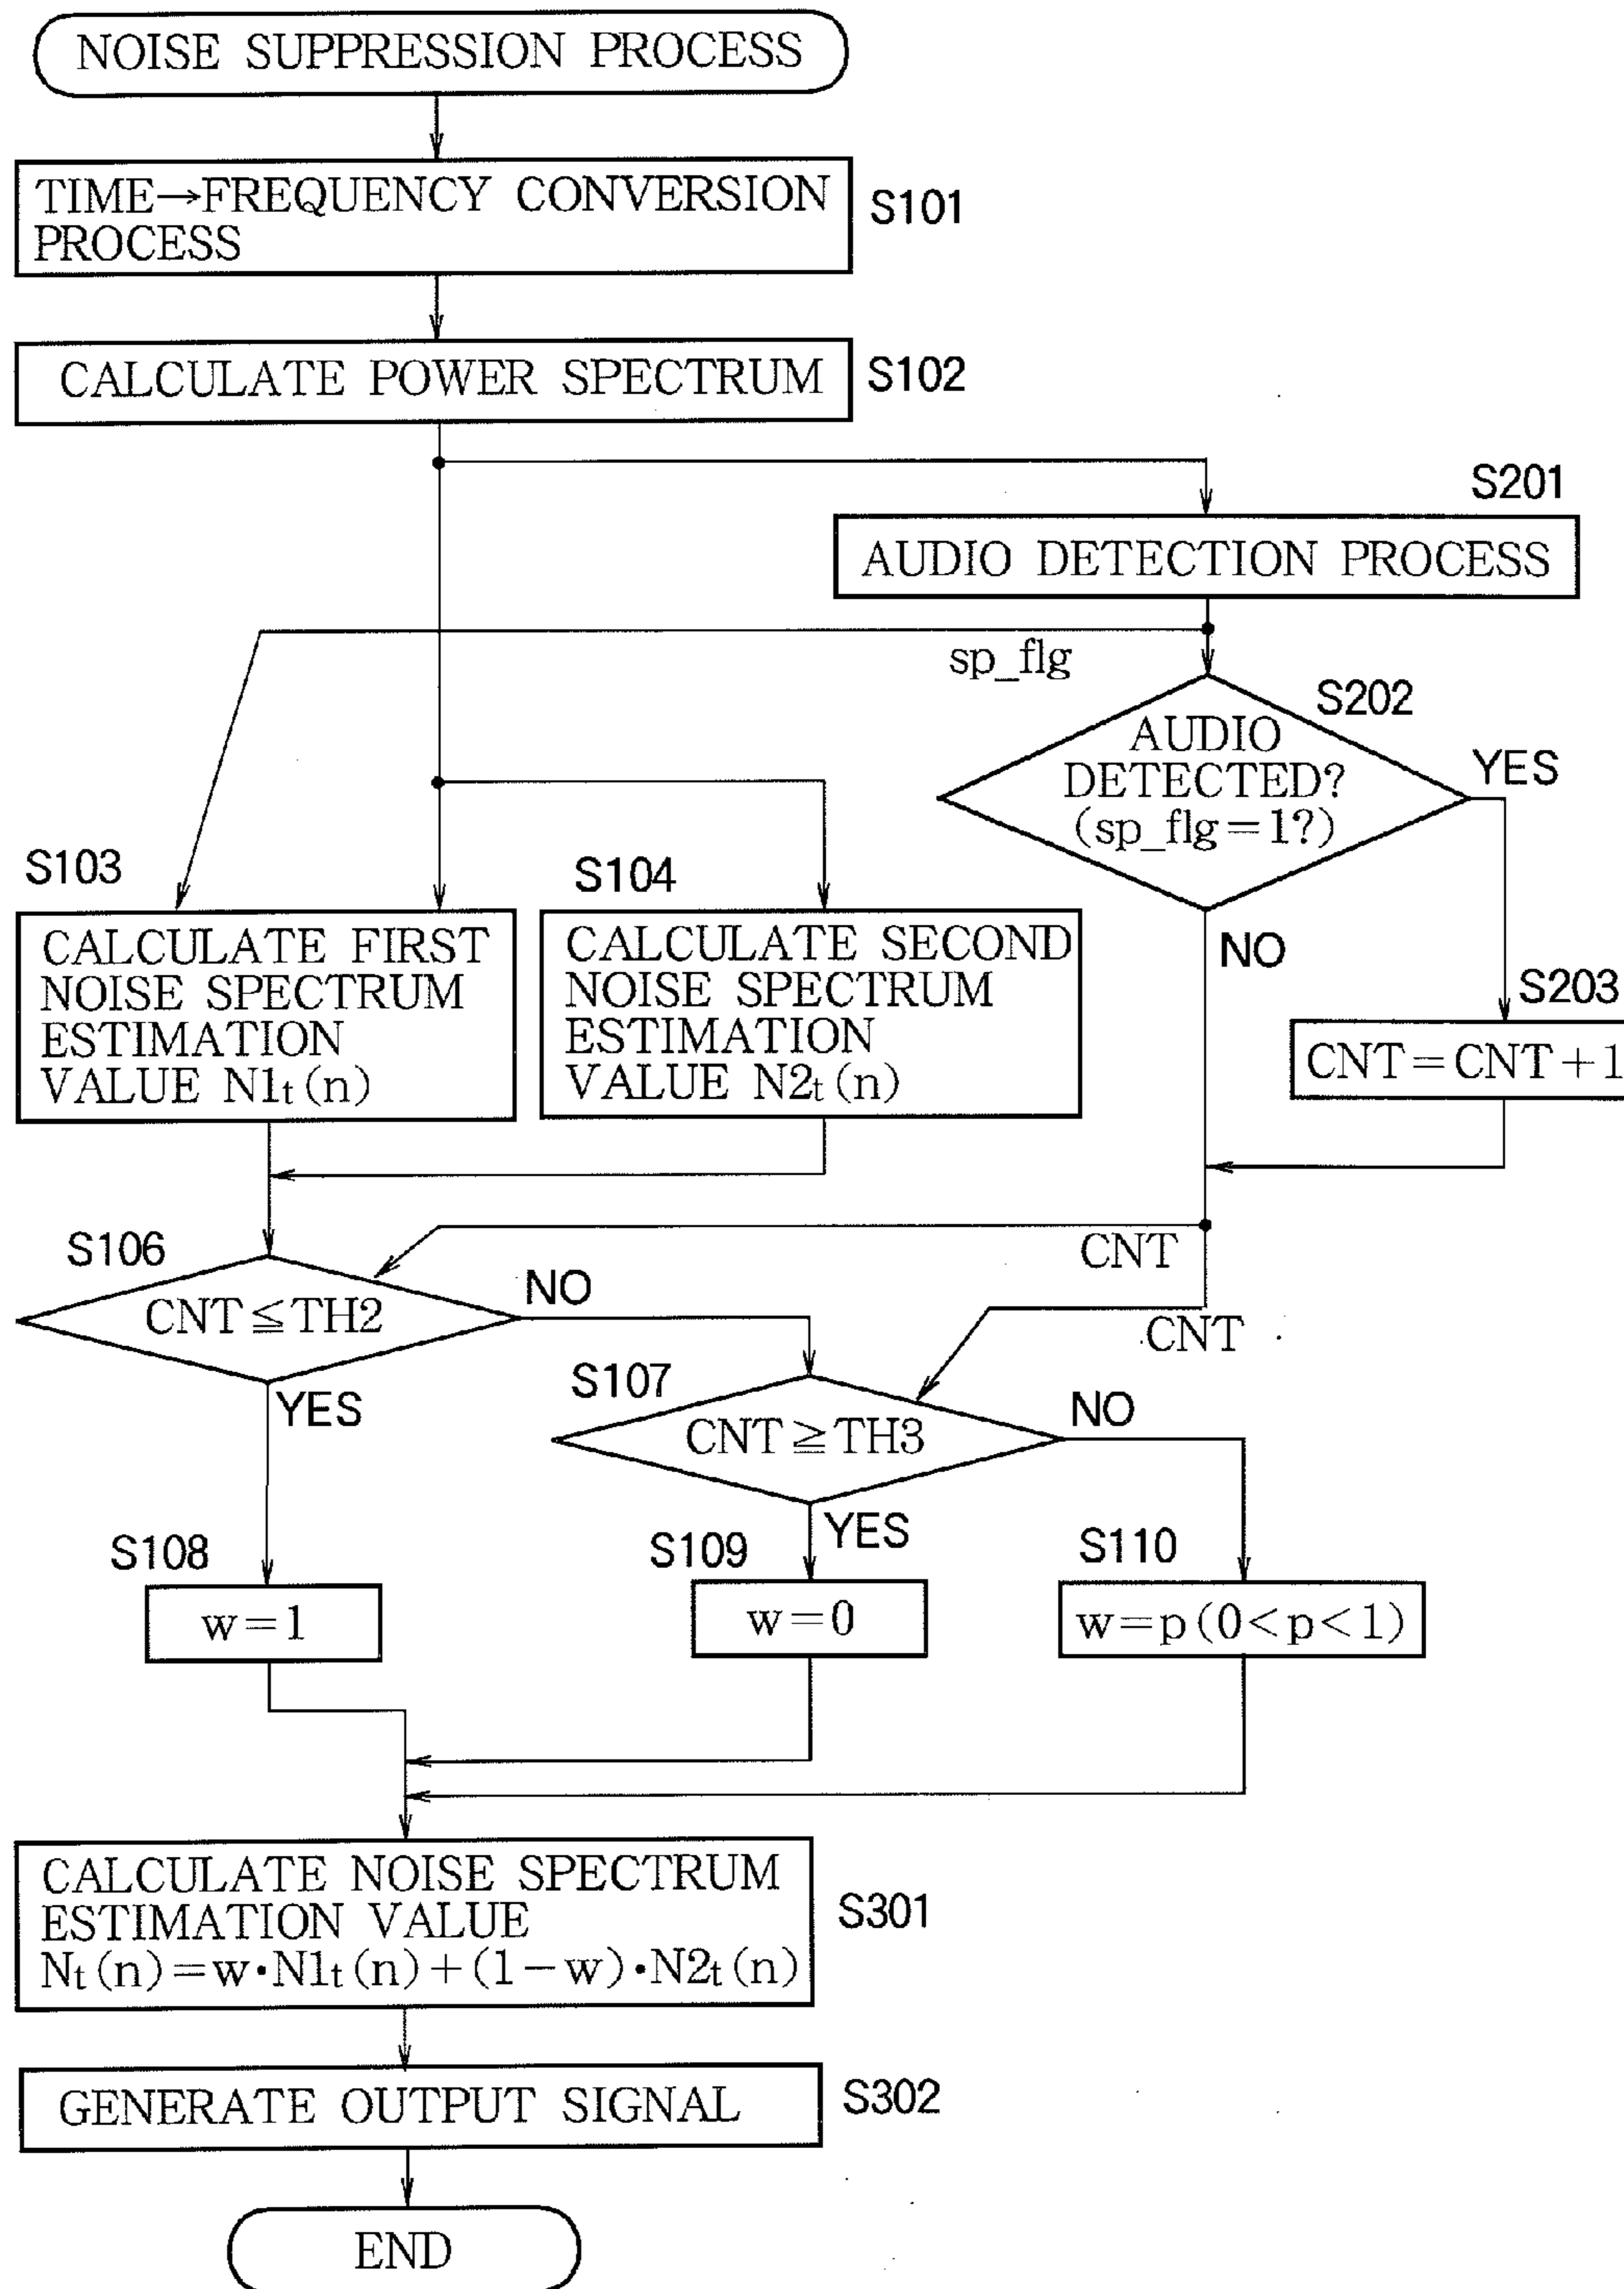 NOISE SUPPRESSION PROCESS
TIME→FREQUENCY CONVERSION
PROCESS
S101
CALCULATE POWER SPECTRUM
S102
S201
AUDIO DETECTION PROCESS
sp_flg
S202
AUDIO
DETECTED?
(sp_flg=1?)
YES
NO
S203
CNT=CNT+1
S103
CALCULATE FIRST
NOISE SPECTRUM
ESTIMATION
VALUE N1t(n)
S104
CALCULATE SECOND
NOISE SPECTRUM
ESTIMATION
VALUE N2t(n)
CNT
CNT
S106
CNT≦TH2
NO
YES
S107
CNT≧TH3
NO
YES
S108
w=1
S109
w=0
S110
w=p(0<p<1)
CALCULATE NOISE SPECTRUM
ESTIMATION VALUE
Nt(n)=w·N1t(n)+(1−w)·N2t(n)
S301
GENERATE OUTPUT SIGNAL
S302
END